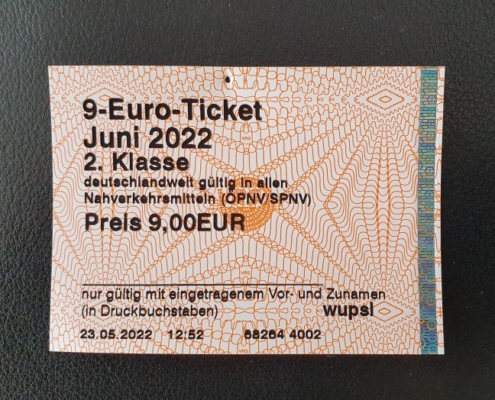 9-Euro-Ticket
Juni 2022
2. Klasse
deutschlandweit gültig in allen
Nahverkehrsmitteln (ÖPNV/SPNV)
Preis 9,00EUR
nur gültig mit eingetragenem Vor- und Zunamen
(in Druckbuchstaben) wupsi
23.05.2022 12:52 68264 4002